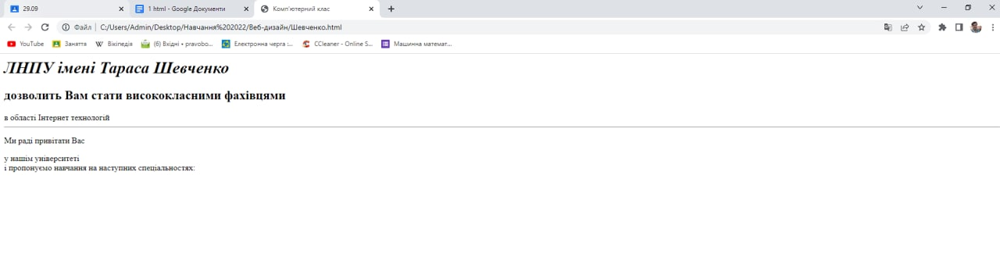 29.09
1 html - Google Документи
Комп'ютерний клас
Файл
C:/Users/Admin/Desktop/Навчання%202022/Веб-дизайн/Шевченко.html
YouTube
Заняття
Вікіпедія
(6) Вхідні • pravobo...
Електронна черга :...
CCleaner - Online S...
Машинна математ...
ЛНПУ імені Тараса Шевченко
дозволить Вам стати висококласними фахівцями
в області Інтернет технологій
Ми раді привітати Вас
у нашім університеті
і пропонуємо навчання на наступних спеціальностях: